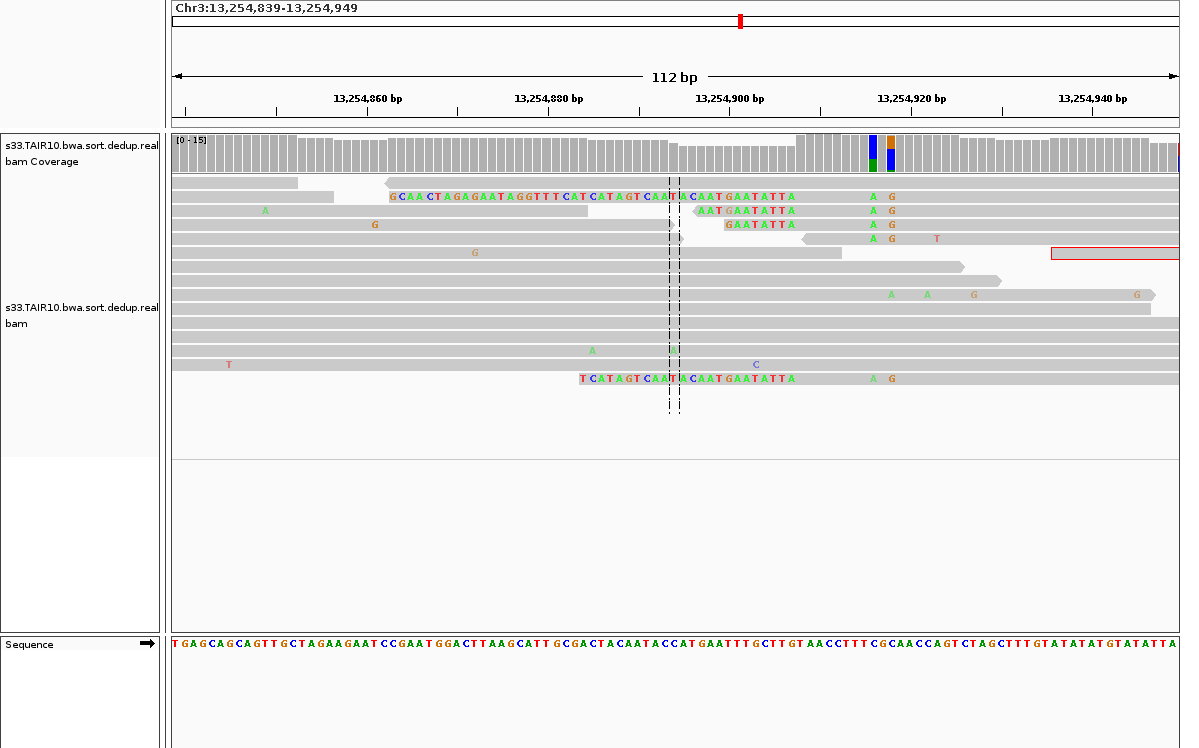 Chr3:13,254,839-13,254,949
112 bp
13,254,860 bp 13,254,880 bp 13,254,900 bp 13,254,920 bp 13,254,940 bp
s33.TAIR10.bwa.sort.dedup.real
bam Coverage
[0 - 15]
GCAACTAGAGAATAGGTTTCATCATAGTCAATACAATGAATATTA A G
A AATGAATATTA A G
G GAATATTA A G
A G T
G
A A G G
s33.TAIR10.bwa.sort.dedup.real
bam
A A
T C
TCATAGTCAATACAATGAATATTA A G
Sequence
TGAGCAGCAGTTGCTAGAAGAATCCGAATGGACTTAAGCATTGCGACTACAATACCATGAATTTGCTTGTAACCTTTCGCAACCAGTCTAGCTTTGTATATATGTATATTA